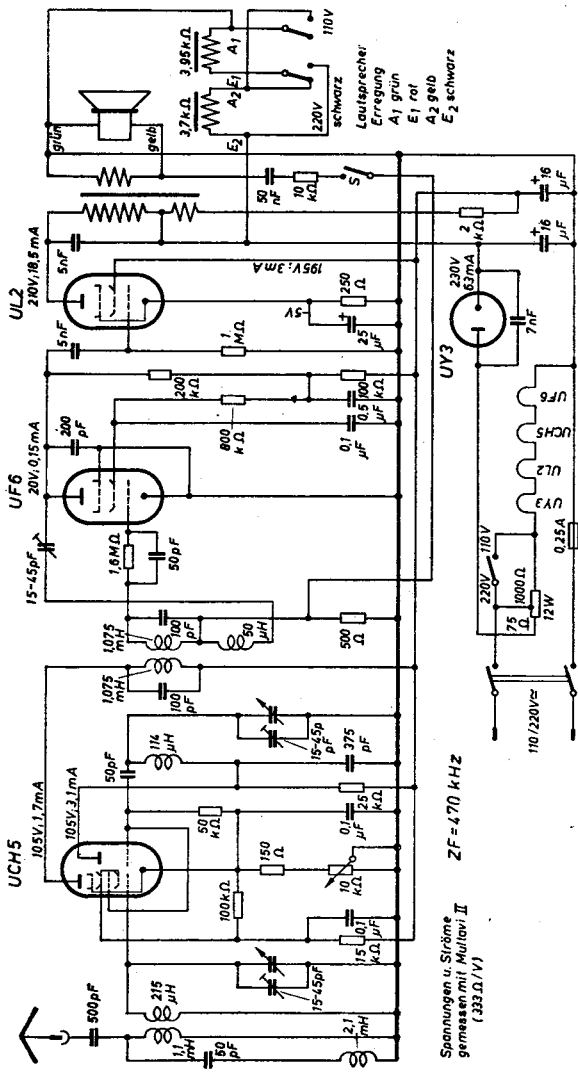 UCH5
UF6
UL2
105V; 1,7mA
105V; 3,1mA
20V; 0,15mA
210V; 18,5mA
195V; 3mA
500pF
1,1 mH
50 pF
2,1 mH
215 µH
15-45pF
15 kΩ
0,1 µF
100kΩ
150 Ω
10 kΩ
50 kΩ
0,1 µF
25 kΩ
50pF
114 µH
15-45p pF
375 pF
1,075 mH
100 pF
1,075 mH
100 pF
50 µH
500 Ω
15-45pF
1,6MΩ
50pF
200 pF
800 kΩ
0,1 µF
200 kΩ
0,5 µF
100 kΩ
5nF
1 MΩ
-5V
25 µF
250 Ω
5nF
grün
gelb
50 nF
10 kΩ
S
3,7kΩ
3,95kΩ
E2
A2
E1
A1
220V
110V
schwarz
Lautsprecher
Erregung
A1 grün
E1 rot
A2 gelb
E2 schwarz
2 kΩ
16 µF
16 µF
UY3
230V
63mA
7nF
UY3
UL2
UCH5
UF6
0,25A
220V
110V
75 Ω
1000Ω
12W
110/220V≃
ZF = 470 kHz
Spannungen u. Ströme
gemessen mit Multavi II
(333Ω/V)